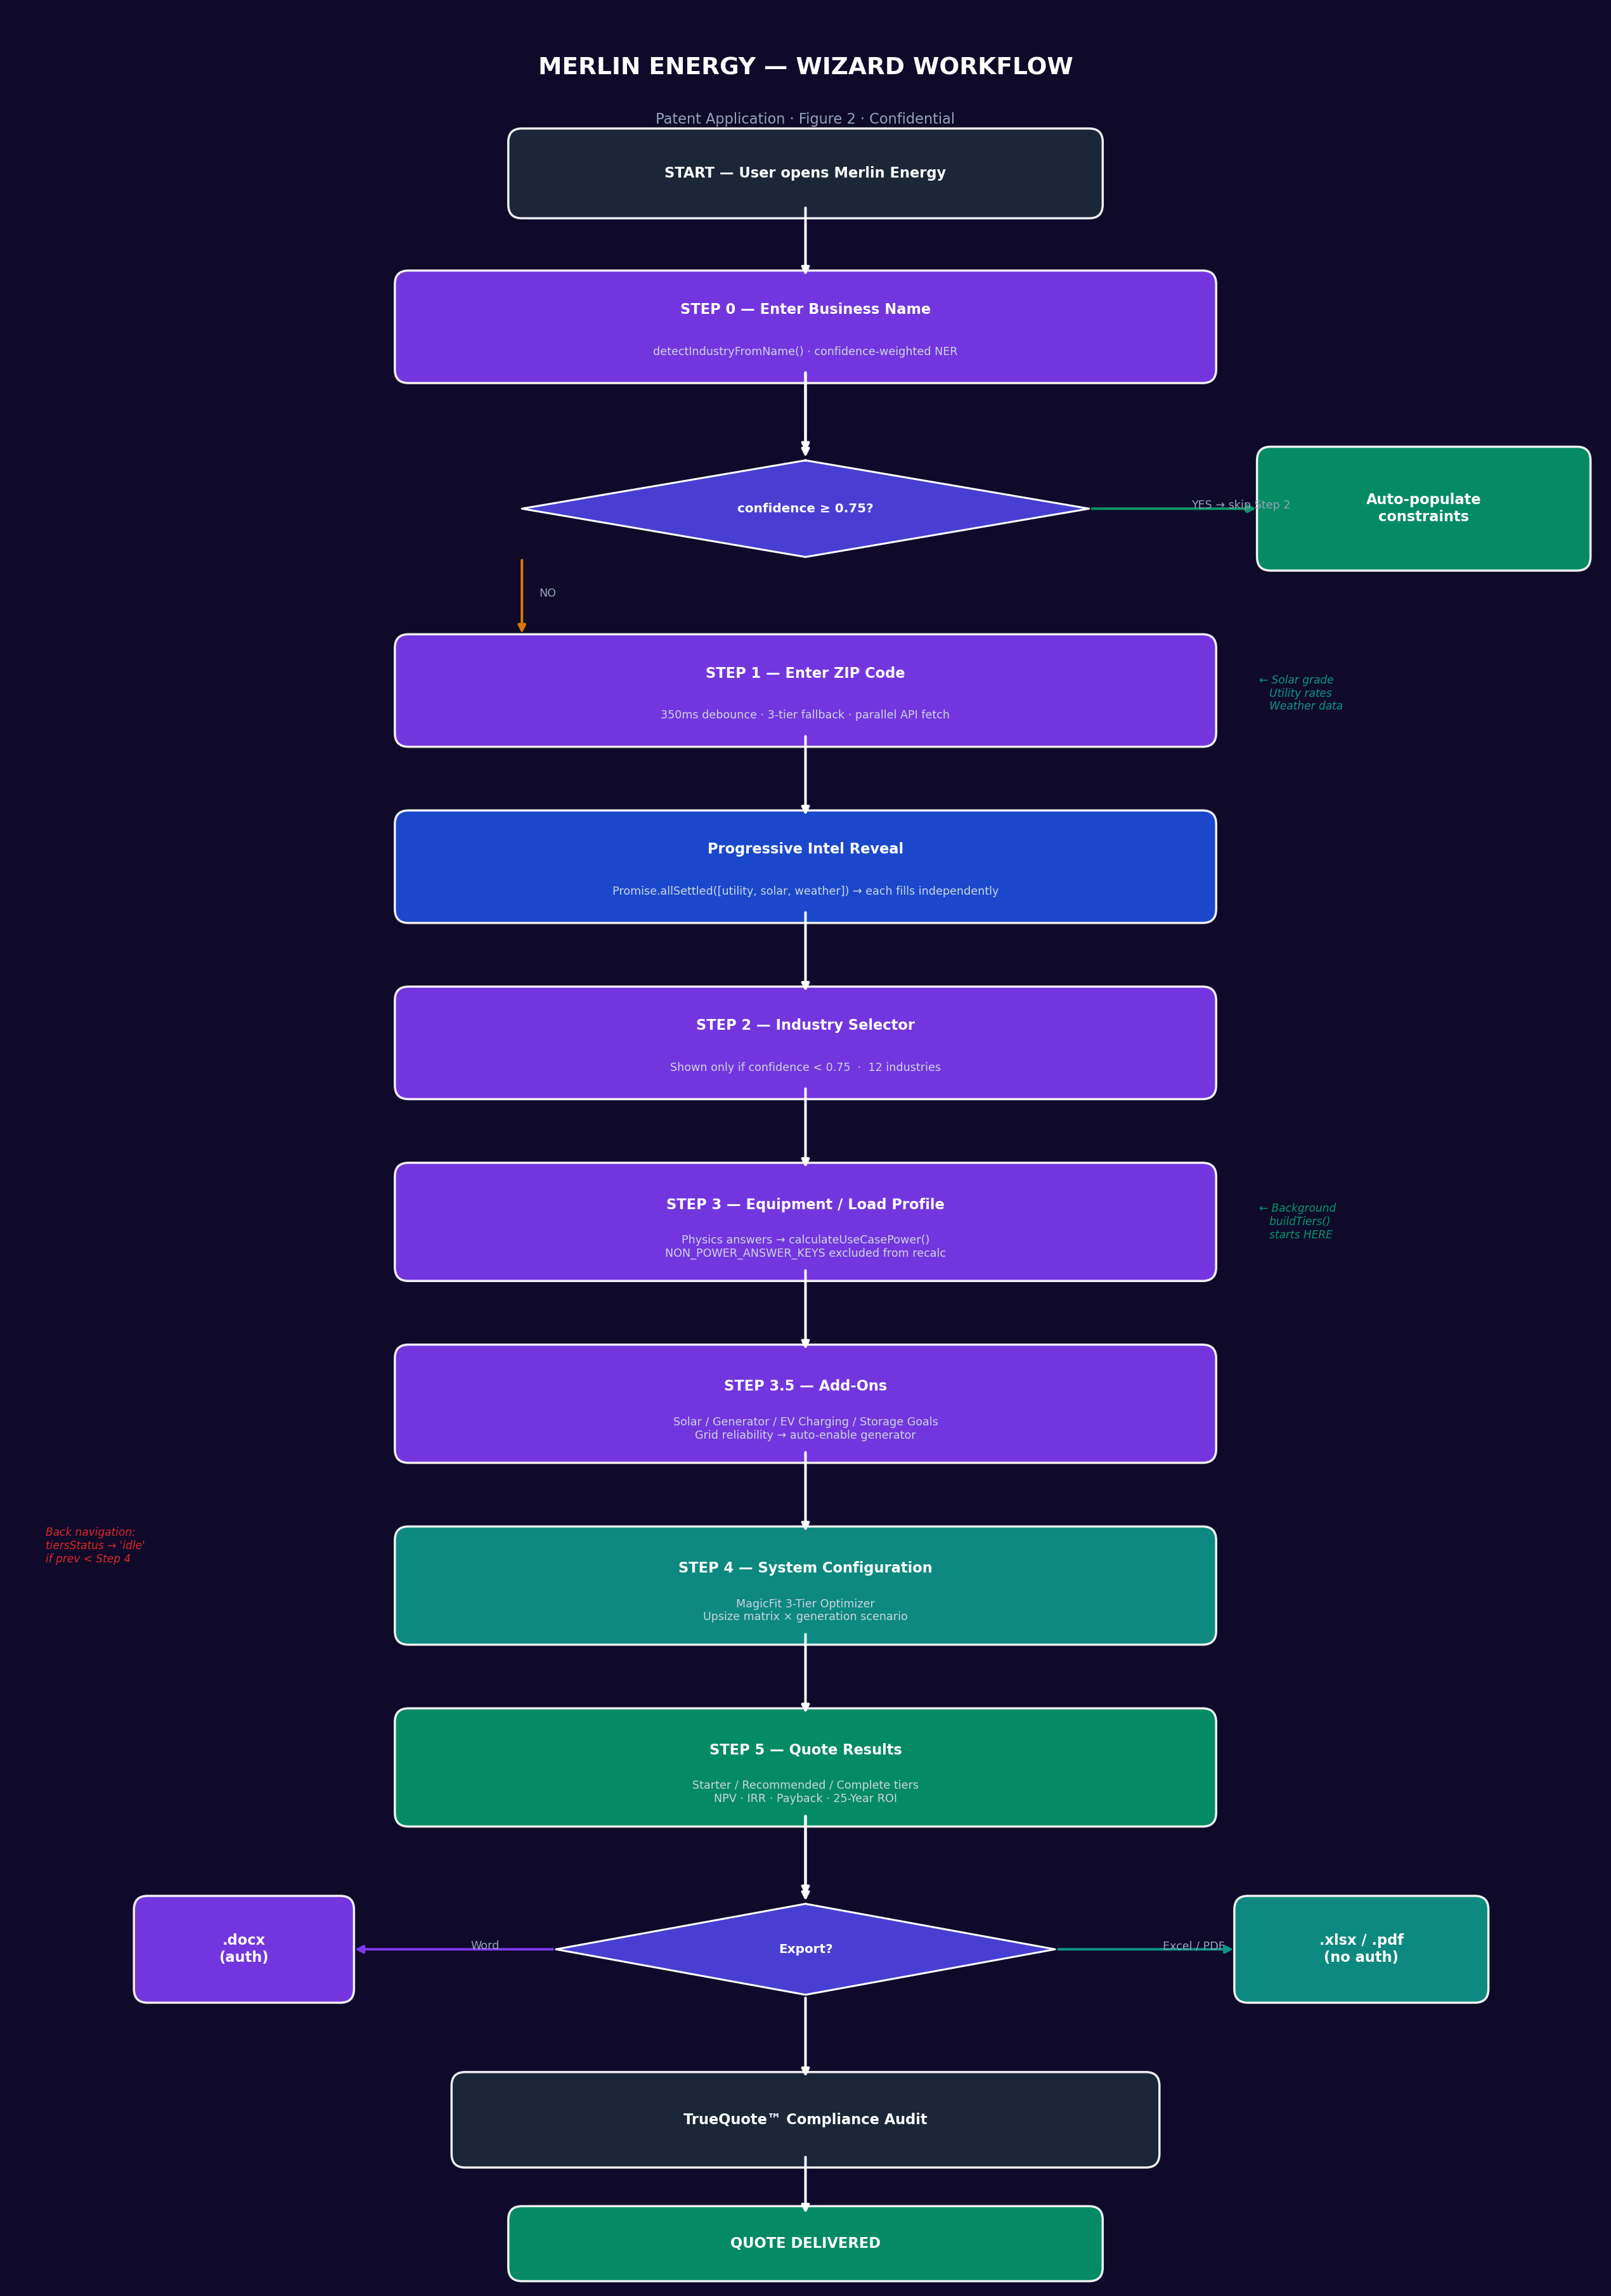 MERLIN ENERGY — WIZARD WORKFLOW
Patent Application · Figure 2 · Confidential
START — User opens Merlin Energy
STEP 0 — Enter Business Name
detectIndustryFromName() · confidence-weighted NER
confidence ≥ 0.75?
YES → skip Step 2
Auto-populate
constraints
NO
STEP 1 — Enter ZIP Code
350ms debounce · 3-tier fallback · parallel API fetch
← Solar grade
Utility rates
Weather data
Progressive Intel Reveal
Promise.allSettled([utility, solar, weather]) → each fills independently
STEP 2 — Industry Selector
Shown only if confidence < 0.75  ·  12 industries
STEP 3 — Equipment / Load Profile
Physics answers → calculateUseCasePower()
NON_POWER_ANSWER_KEYS excluded from recalc
← Background
buildTiers()
starts HERE
STEP 3.5 — Add-Ons
Solar / Generator / EV Charging / Storage Goals
Grid reliability → auto-enable generator
Back navigation:
tiersStatus → 'idle'
if prev < Step 4
STEP 4 — System Configuration
MagicFit 3-Tier Optimizer
Upsize matrix × generation scenario
STEP 5 — Quote Results
Starter / Recommended / Complete tiers
NPV · IRR · Payback · 25-Year ROI
.docx
(auth)
Word
Export?
Excel / PDF
.xlsx / .pdf
(no auth)
TrueQuote™ Compliance Audit
QUOTE DELIVERED